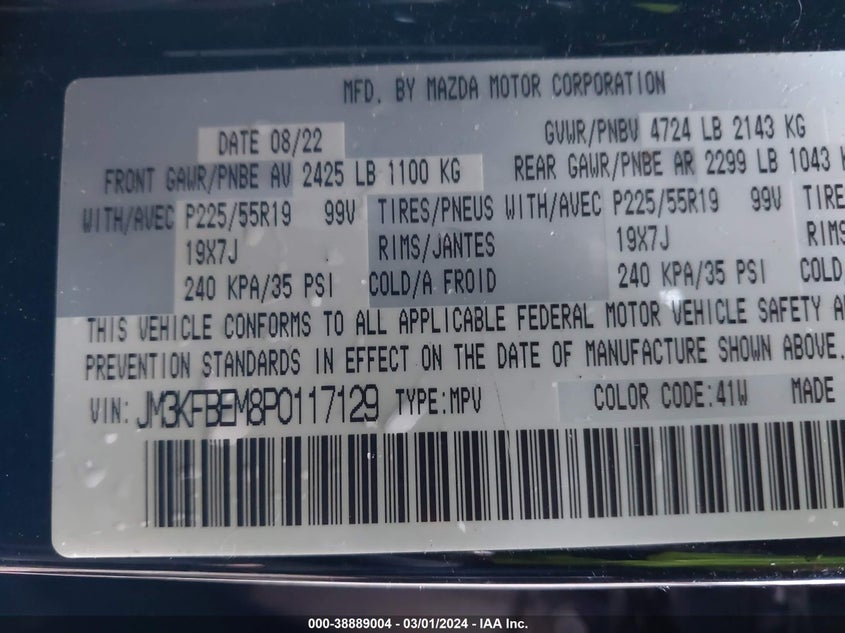 MFD. BY MAZDA MOTOR CORPORATION
DATE 08/22 GVWR/PNBV 4724 LB 2143 KG
FRONT GAWR/PNBE AV 2425 LB 1100 KG REAR GAWR/PNBE AR 2299 LB 1043 K
WITH/AVEC P225/55R19 99V TIRES/PNEUS WITH/AVEC P225/55R19 99V TIRE
19X7J RIMS/JANTES 19X7J RIMS
240 KPA/35 PSI COLD/A FROID 240 KPA/35 PSI COLD
THIS VEHICLE CONFORMS TO ALL APPLICABLE FEDERAL MOTOR VEHICLE SAFETY A
PREVENTION STANDARDS IN EFFECT ON THE DATE OF MANUFACTURE SHOWN ABOVE.
VIN: JM3KFBEM8P0117129 TYPE:MPV COLOR CODE:41W MADE
000-38889004 - 03/01/2024 - IAA Inc.